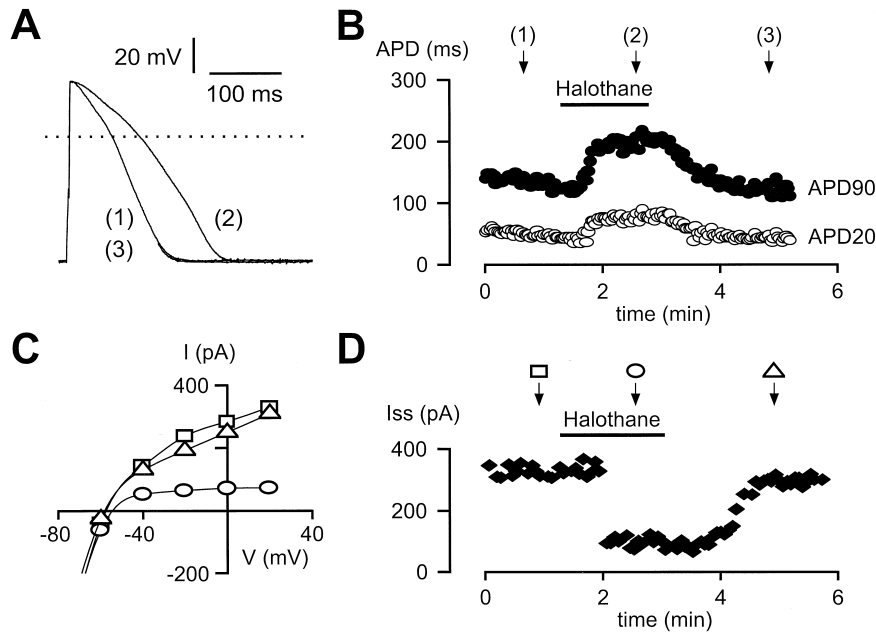 A
20 mV
100 ms
(1)
(3)
(2)
B
APD (ms)
(1)
(2)
(3)
Halothane
300
200
100
0
APD90
APD20
0
2
4
6
time (min)
C
I (pA)
400
-80
-40
40
V (mV)
-200
D
Iss (pA)
Halothane
400
200
0
0
2
4
6
time (min)